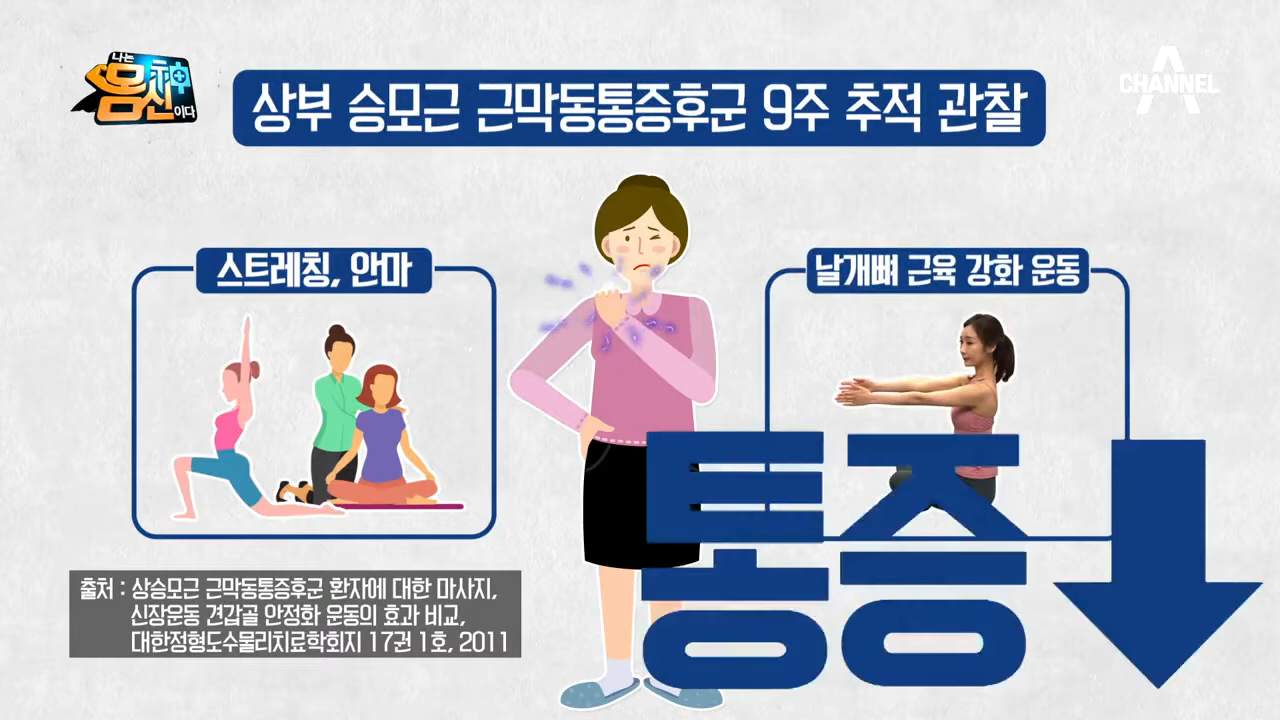 나는
몸신神
이다
CHANNEL A
상부 승모근 근막동통증후군 9주 추적 관찰
스트레칭, 안마
날개뼈 근육 강화 운동
통증
출처 : 상승모근 근막동통증후군 환자에 대한 마사지,
신장운동 견갑골 안정화 운동의 효과 비교,
대한정형도수물리치료학회지 17권 1호, 2011